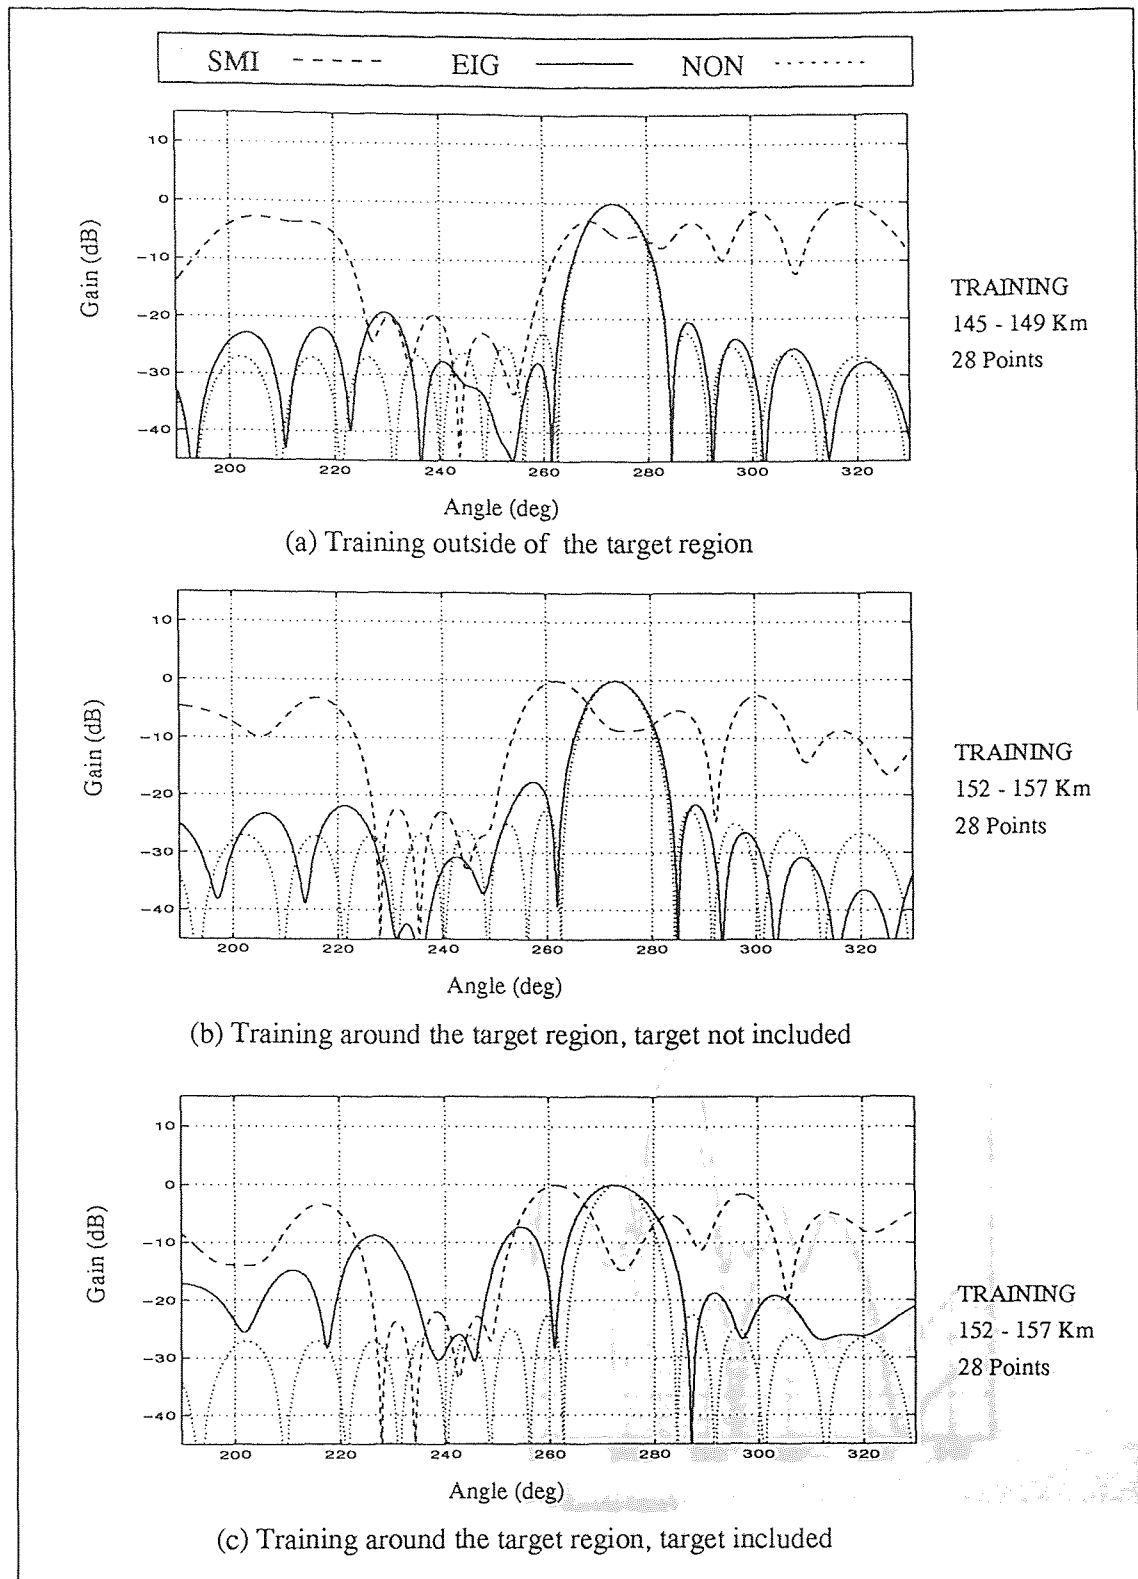 SMI EIG NON
10
0
-10
-20
-30
-40
Gain (dB)
200 220 240 260 280 300 320
Angle (deg)
TRAINING
145 - 149 Km
28 Points
(a) Training outside of the target region
10
0
-10
-20
-30
-40
Gain (dB)
200 220 240 260 280 300 320
Angle (deg)
TRAINING
152 - 157 Km
28 Points
(b) Training around the target region, target not included
10
0
-10
-20
-30
-40
Gain (dB)
200 220 240 260 280 300 320
Angle (deg)
TRAINING
152 - 157 Km
28 Points
(c) Training around the target region, target included